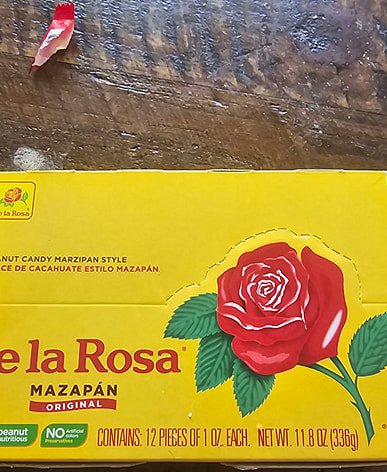 e la Rosa
NUT CANDY MARZIPAN STYLE
CE DE CACAHUATE ESTILO MAZAPÁN.
e la Rosa®
MAZAPÁN
ORIGINAL
peanut
nutritious
NO Artificial colors Preservatives
CONTAINS: 12 PIECES OF 1 OZ. EACH. NET WT. 11.8 OZ (336g)
®